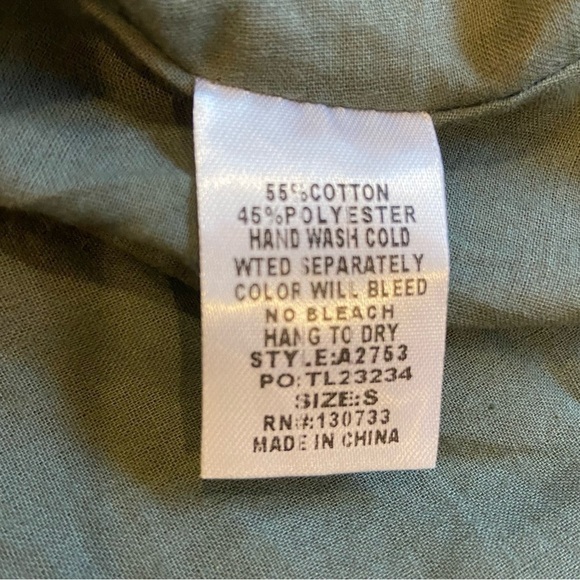 55%COTTON
45%POLYESTER
HAND WASH COLD
WTED SEPARATELY
COLOR WILL BLEED
NO BLEACH
HANG TO DRY
STYLE:A2753
PO:TL23234
SIZE:S
RN#:130733
MADE IN CHINA